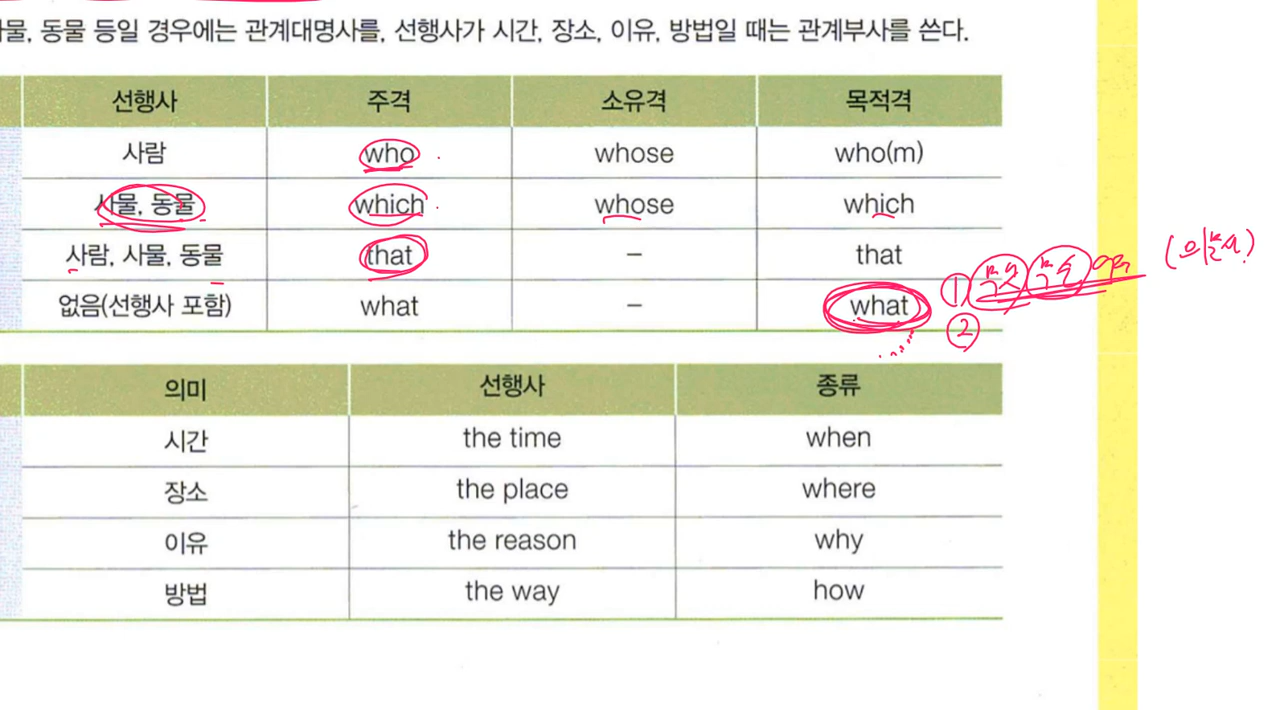 물, 동물 등일 경우에는 관계대명사를, 선행사가 시간, 장소, 이유, 방법일 때는 관계부사를 쓴다.
선행사 주격 소유격 목적격
사람 who whose who(m)
사물, 동물 which whose which
사람, 사물, 동물 that – that
없음(선행사 포함) what – what
① 무엇 무슨 (의문사)
②
의미 선행사 종류
시간 the time when
장소 the place where
이유 the reason why
방법 the way how